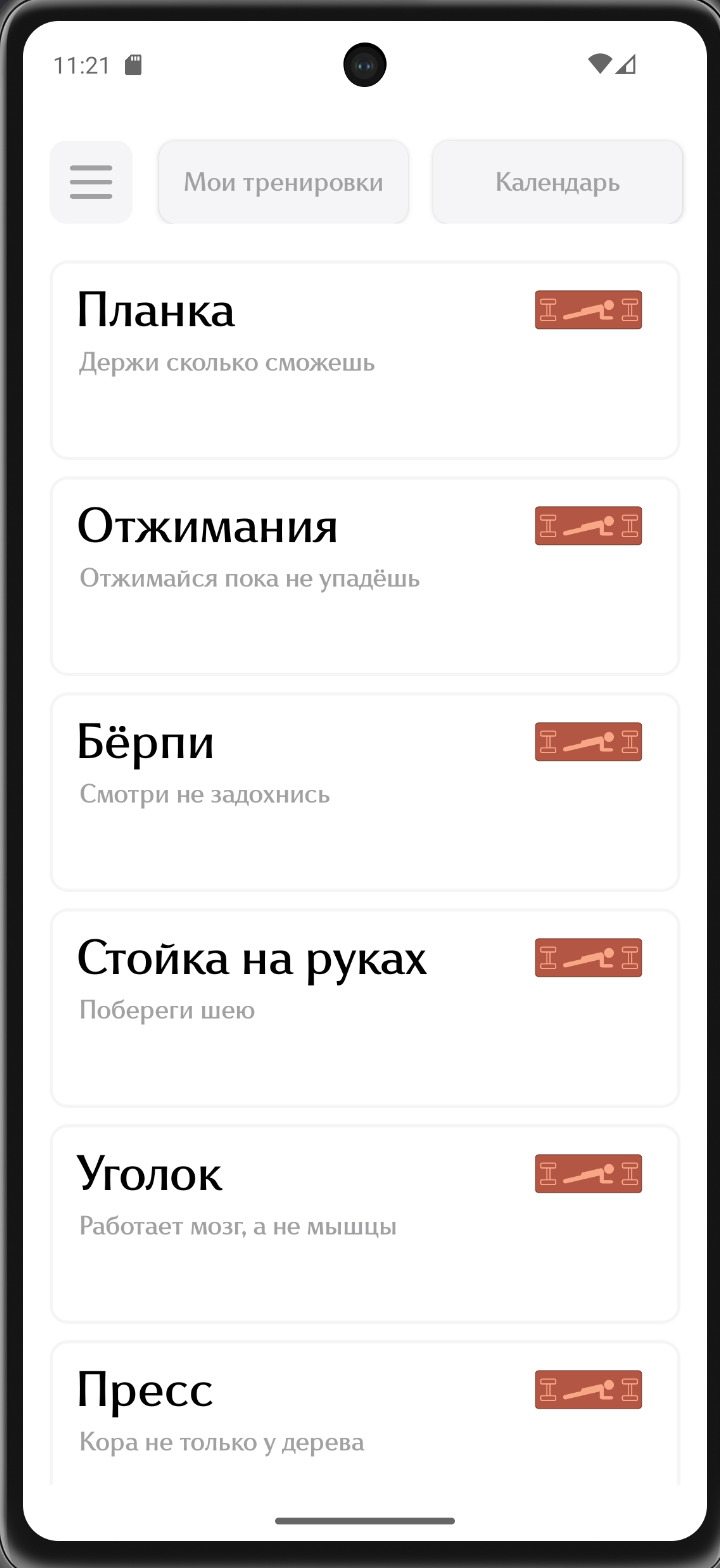 11:21
Мои тренировки
Календарь
Планка
Держи сколько сможешь
Отжимания
Отжимайся пока не упадёшь
Бёрпи
Смотри не задохнись
Стойка на руках
Побереги шею
Уголок
Работает мозг, а не мышцы
Пресс
Кора не только у дерева